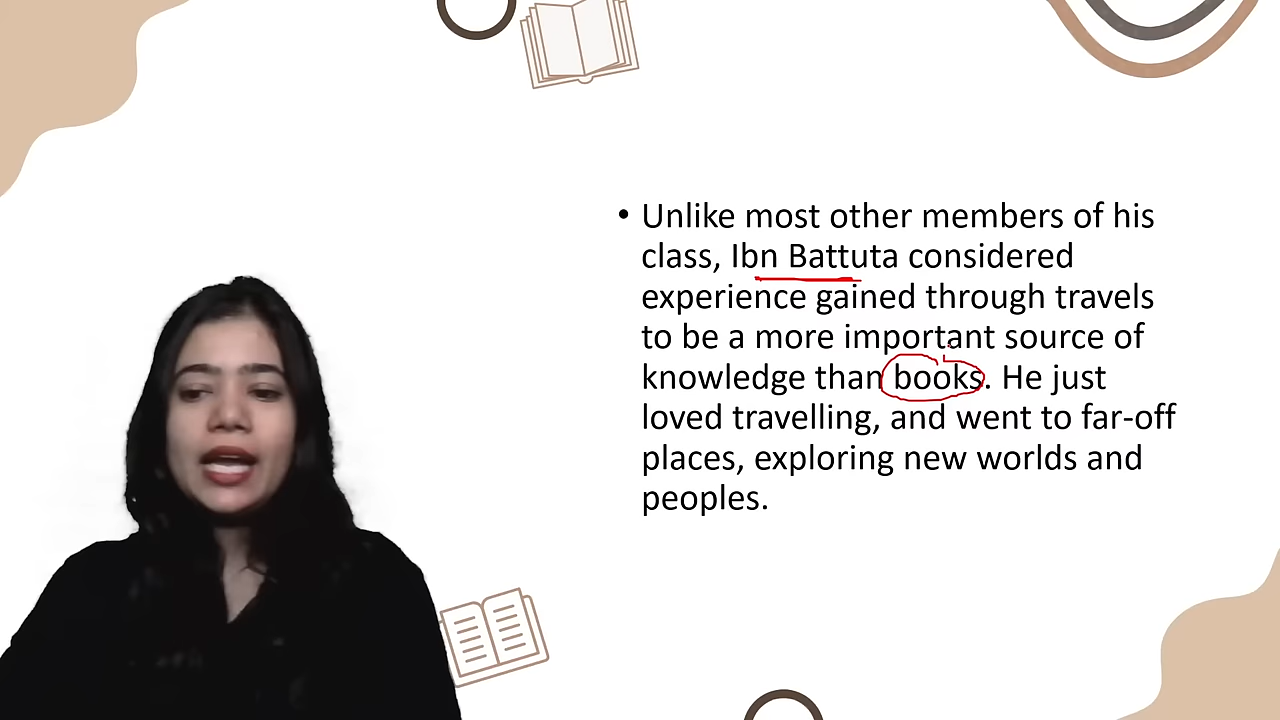 • Unlike most other members of his
class, Ibn Battuta considered
experience gained through travels
to be a more important source of
knowledge than books. He just
loved travelling, and went to far-off
places, exploring new worlds and
peoples.